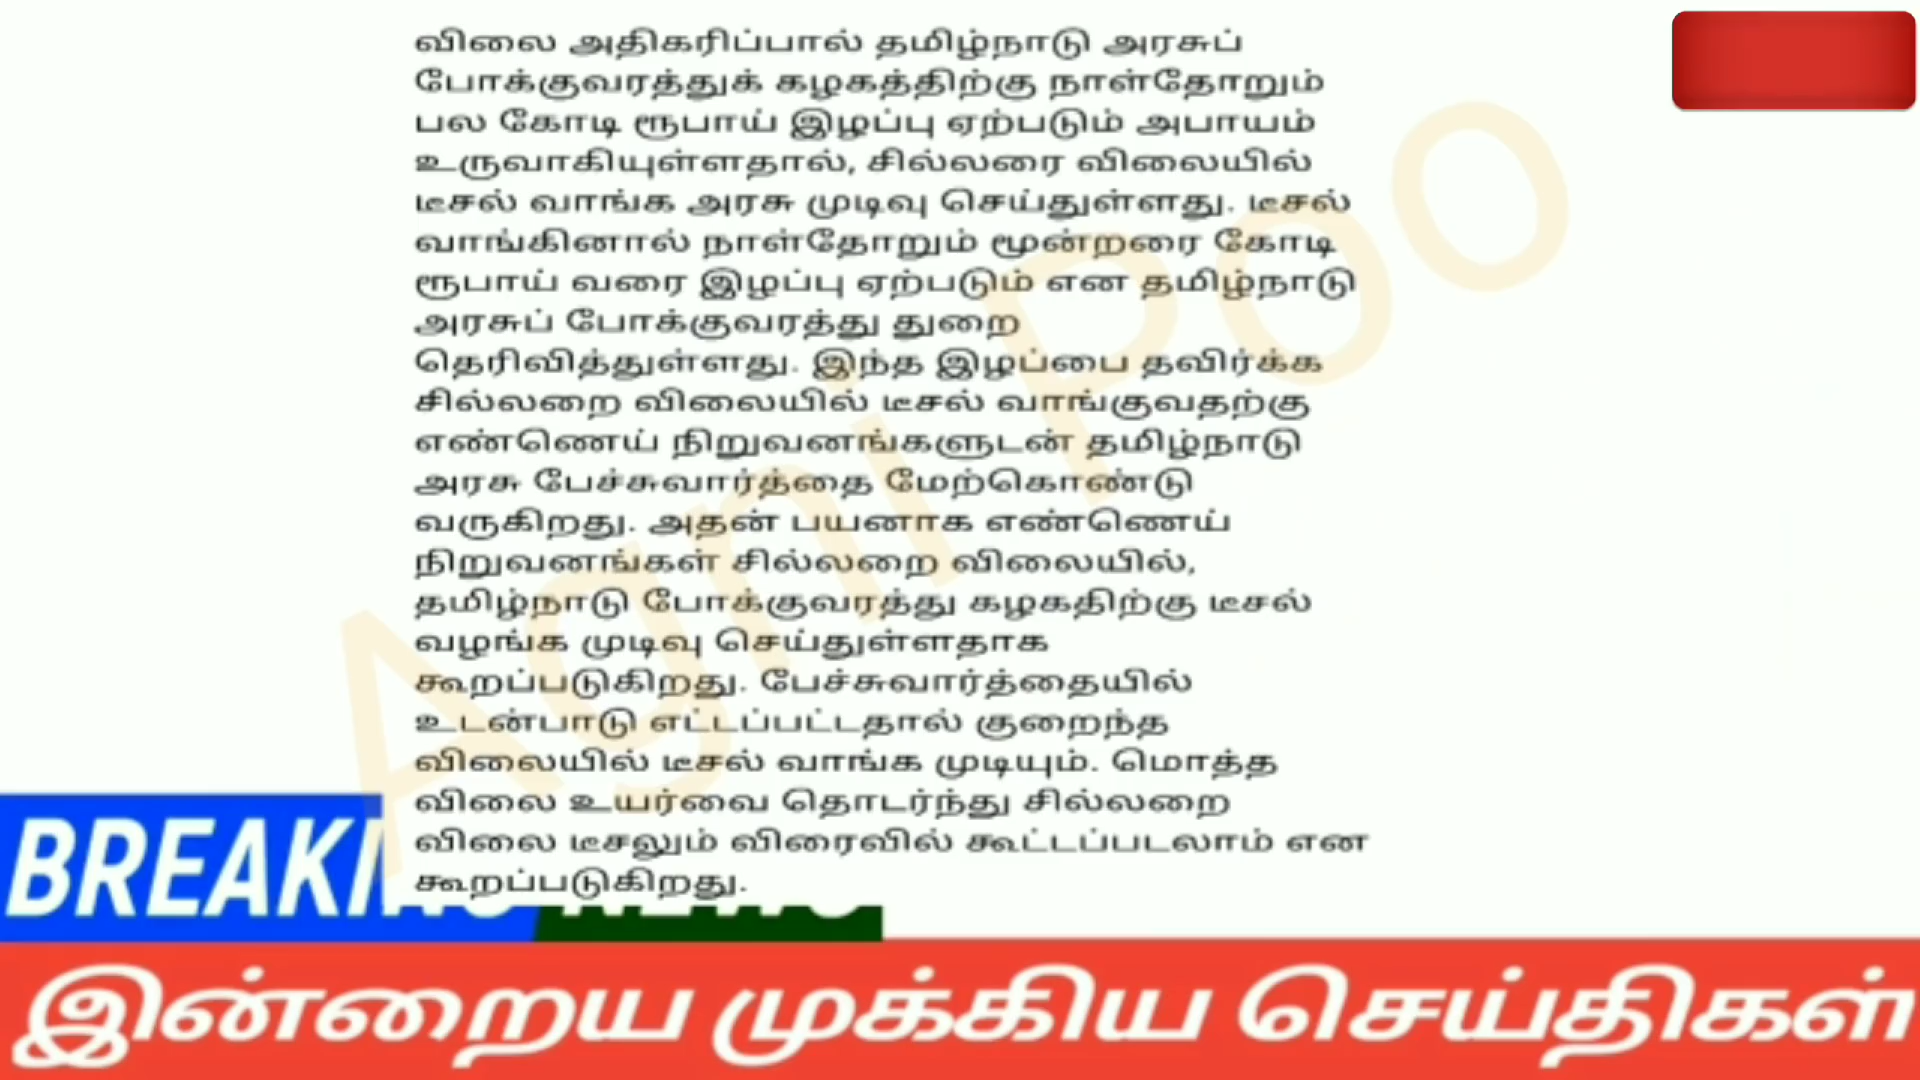 விலை அதிகரிப்பால் தமிழ்நாடு அரசுப்
போக்குவரத்துக் கழகத்திற்கு நாள்தோறும்
பல கோடி ரூபாய் இழப்பு ஏற்படும் அபாயம்
உருவாகியுள்ளதால், சில்லரை விலையில்
டீசல் வாங்க அரசு முடிவு செய்துள்ளது. டீசல்
வாங்கினால் நாள்தோறும் மூன்றரை கோடி
ரூபாய் வரை இழப்பு ஏற்படும் என தமிழ்நாடு
அரசுப் போக்குவரத்து துறை
தெரிவித்துள்ளது. இந்த இழப்பை தவிர்க்க
சில்லறை விலையில் டீசல் வாங்குவதற்கு
எண்ணெய் நிறுவனங்களுடன் தமிழ்நாடு
அரசு பேச்சுவார்த்தை மேற்கொண்டு
வருகிறது. அதன் பயனாக எண்ணெய்
நிறுவனங்கள் சில்லறை விலையில்,
தமிழ்நாடு போக்குவரத்து கழகதிற்கு டீசல்
வழங்க முடிவு செய்துள்ளதாக
கூறப்படுகிறது. பேச்சுவார்த்தையில்
உடன்பாடு எட்டப்பட்டதால் குறைந்த
விலையில் டீசல் வாங்க முடியும். மொத்த
விலை உயர்வை தொடர்ந்து சில்லறை
விலை டீசலும் விரைவில் கூட்டப்படலாம் என
கூறப்படுகிறது.
Agni Poo
BREAKING NEWS
இன்றைய முக்கிய செய்திகள்